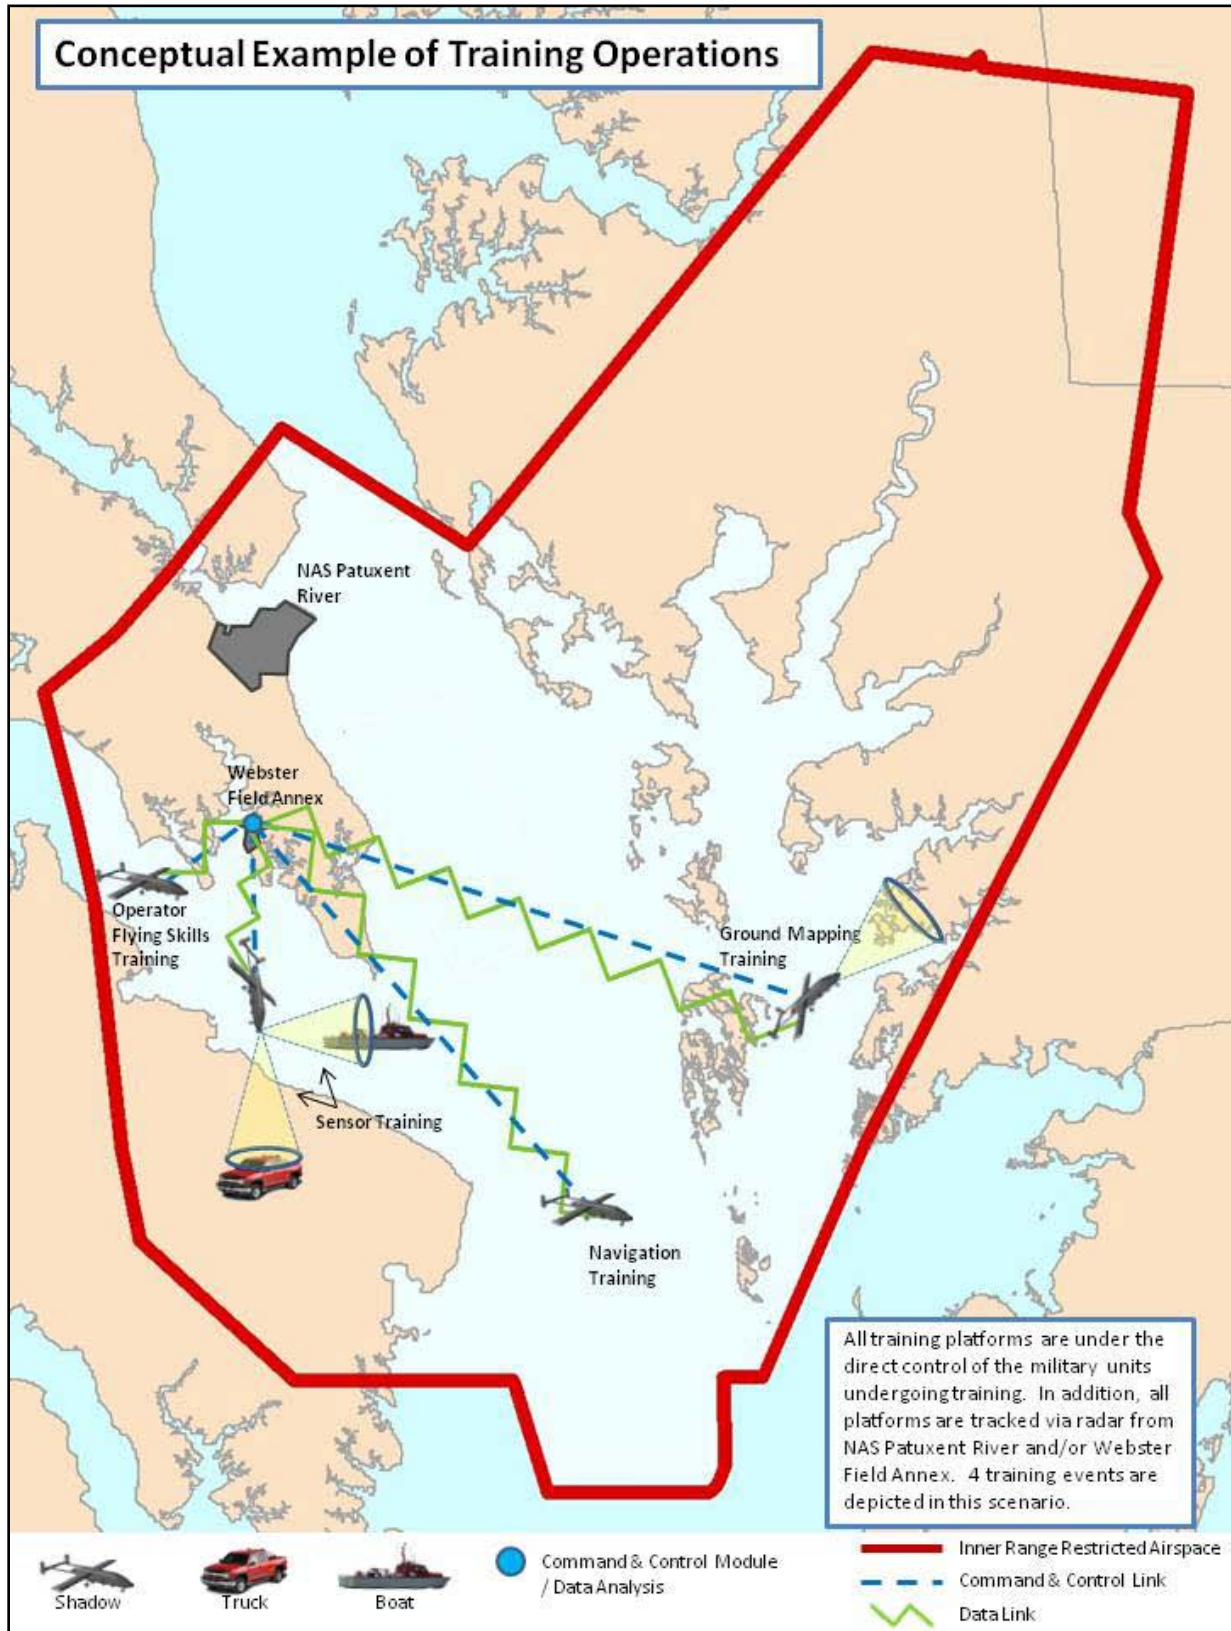 Conceptual Example of Training Operations
NAS Patuxent
River
Webster
Field Annex
Operator
Flying Skills
Training
Ground Mapping
Training
Sensor Training
Navigation
Training
All training platforms are under the
direct control of the military units
undergoing training. In addition, all
platforms are tracked via radar from
NAS Patuxent River and/or Webster
Field Annex. 4 training events are
depicted in this scenario.
Shadow
Truck
Boat
Command & Control Module
/ Data Analysis
Inner Range Restricted Airspace
Command & Control Link
Data Link